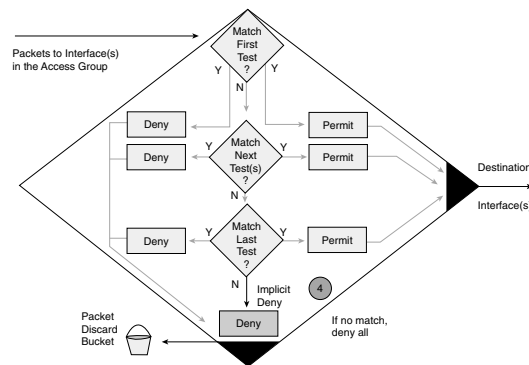 Match
First
Test
?
Packets to Interface(s)
in the Access Group
Y
Y
N
Deny
Permit
Deny
Y
Match
Next
Test(s)
?
Y
Permit
Destination
Interface(s)
N
Deny
Y
Match
Last
Test
?
Y
Permit
N
Implicit
Deny
4
Deny
If no match,
deny all
Packet
Discard
Bucket